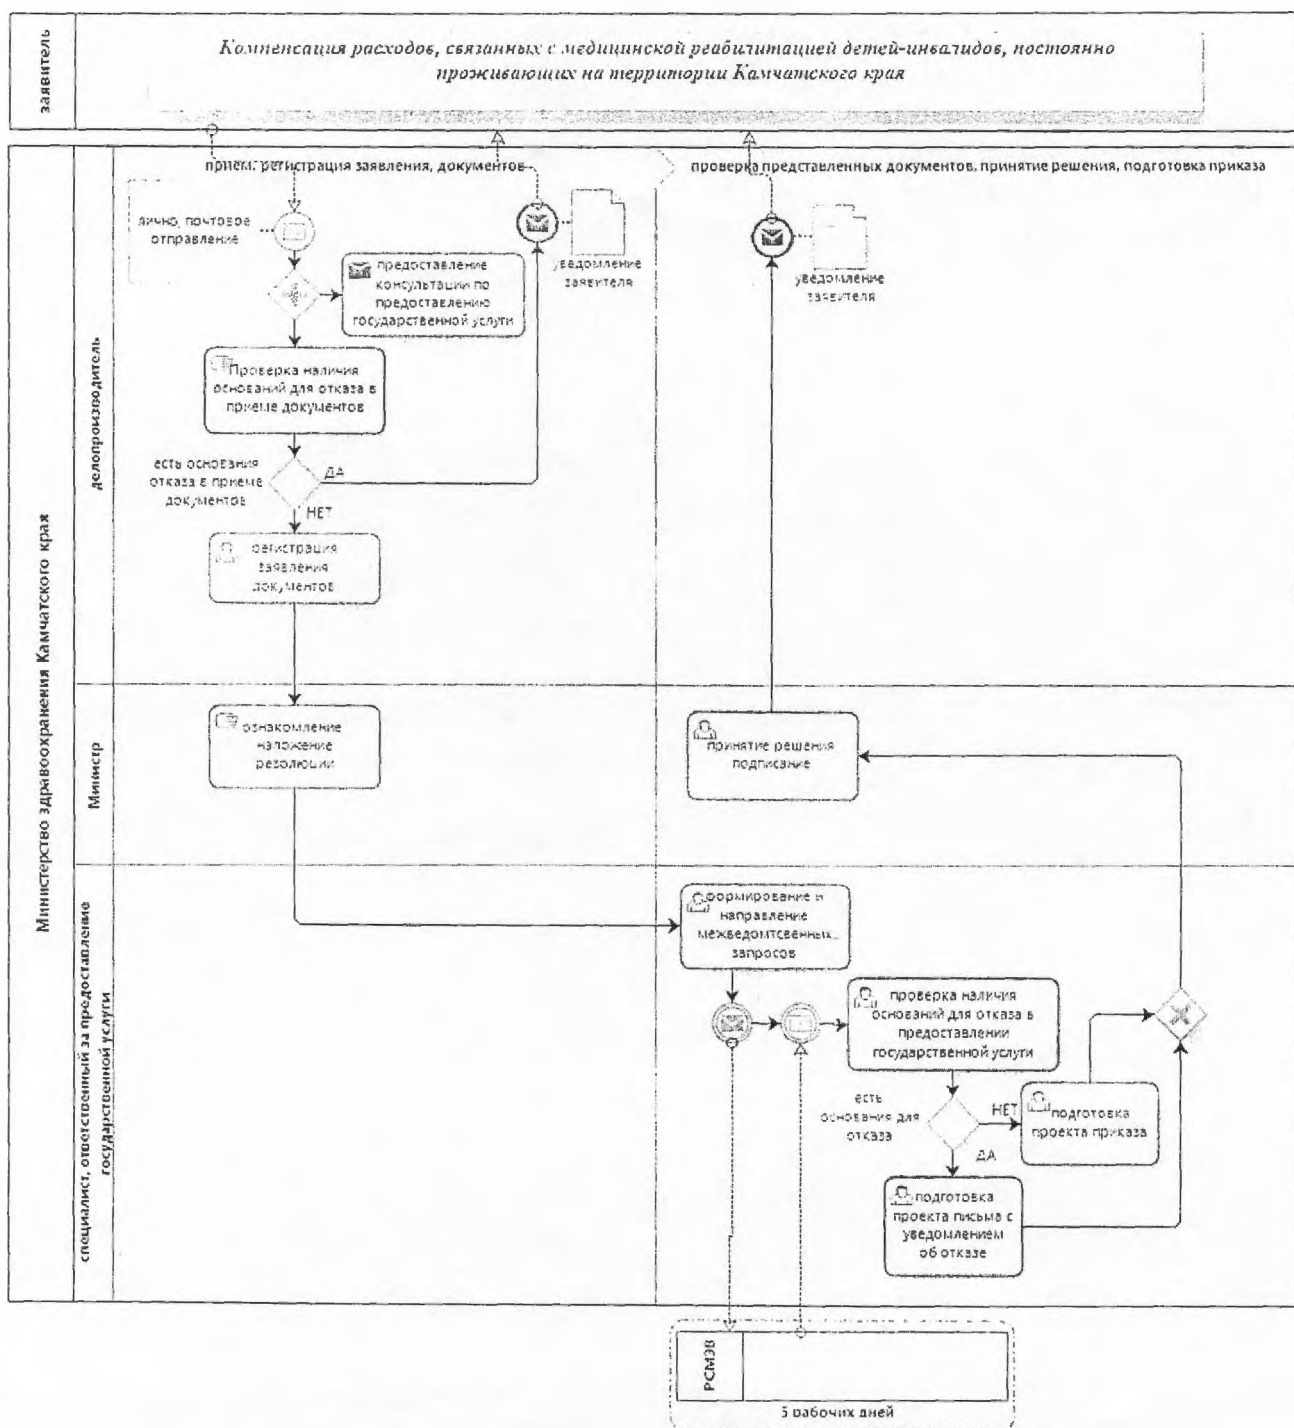 заявитель
Компенсация расходов, связанных с медицинской реабилитацией детей-инвалидов, постоянно
проживающих на территории Камчатского края
Министерство здравоохранения Камчатского края
делопроизводитель
прием, регистрация заявления, документов
проверка представленных документов, принятие решения, подготовка приказа
лично, почтовое
отправление
предоставление
консультации по
предоставлению
государственной услуги
уведомление
заявителя
уведомление
заявителя
Проверка наличия
оснований для отказа в
приеме документов
есть основания
отказа в приеме
документов
ДА
НЕТ
регистрация
заявления
документов
Министр
ознакомление
наложение
резолюции
принятие решения
подписание
специалист, ответственный за предоставление
государственной услуги
формирование и
направление
межведомтсвенных
запросов
проверка наличия
оснований для отказа в
предоставлении
государственной услуги
есть
основания для
отказа
НЕТ
подготовка
проекта приказа
ДА
подготовка
проекта письма с
уведомлением
об отказе
РСМЭВ
5 рабочих дней